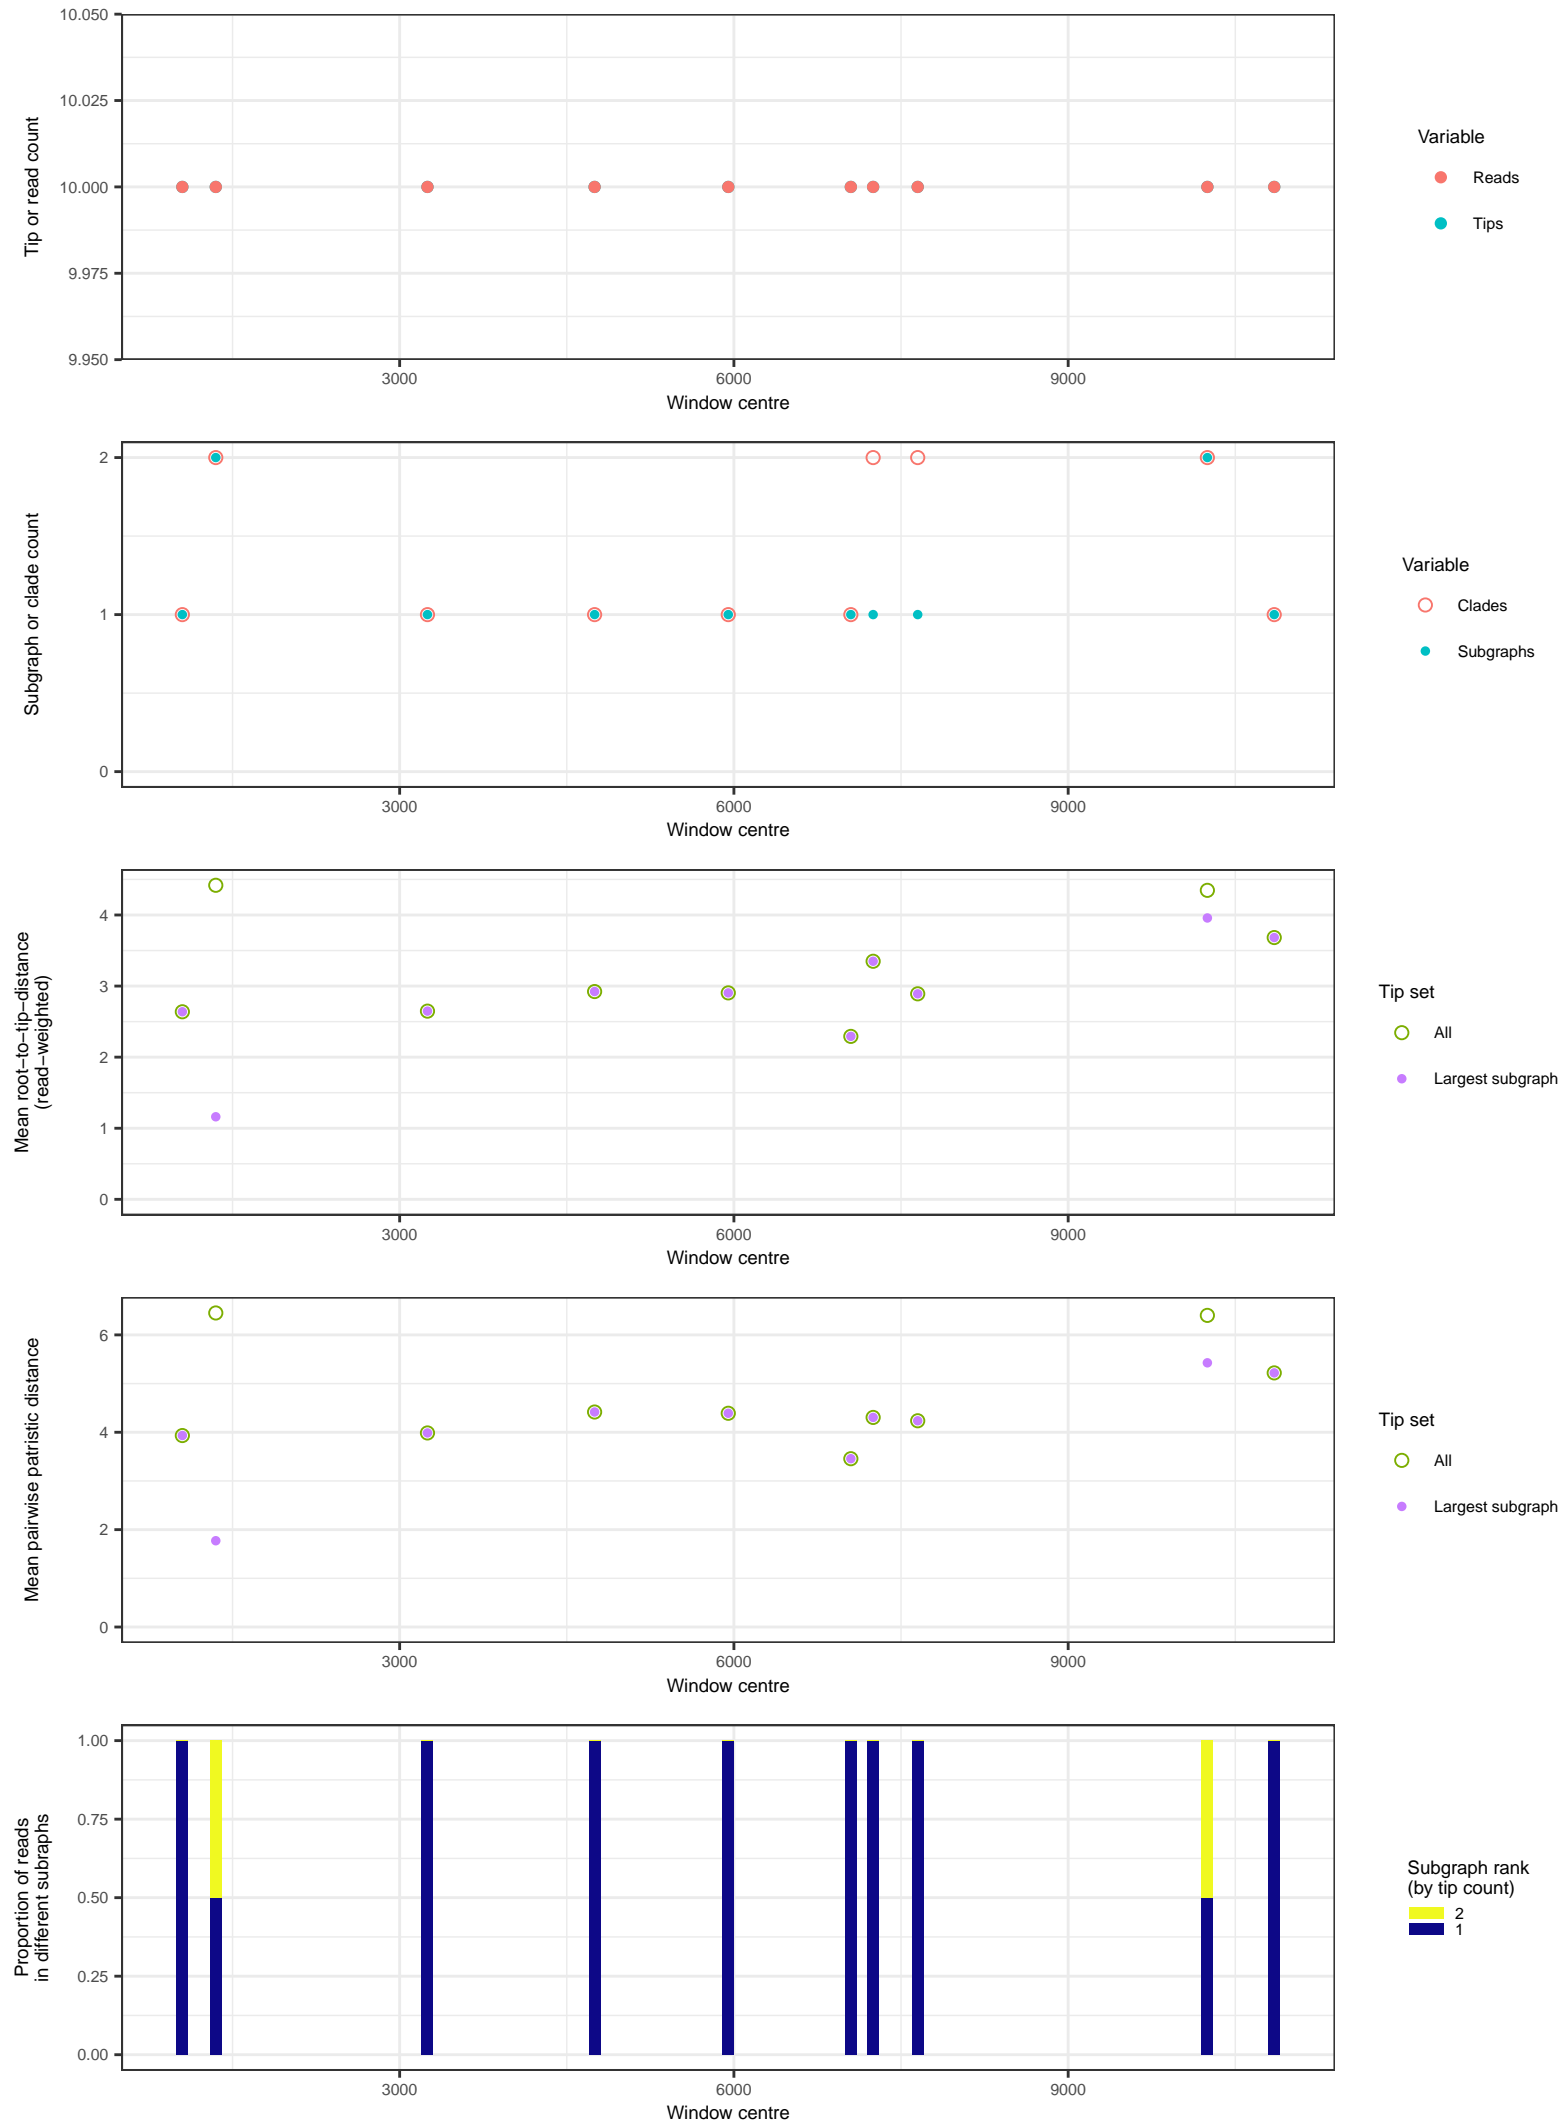 10.050
10.025
10.000
9.975
9.950
Tip or read count
3000 6000 9000
Window centre
Variable
Reads
Tips
2
1
0
Subgraph or clade count
3000 6000 9000
Window centre
Variable
Clades
Subgraphs
4
3
2
1
0
Mean root−to−tip−distance
(read−weighted)
3000 6000 9000
Window centre
Tip set
All
Largest subgraph
6
4
2
0
Mean pairwise patristic distance
3000 6000 9000
Window centre
Tip set
All
Largest subgraph
1.00
0.75
0.50
0.25
0.00
Proportion of reads
in different subraphs
3000 6000 9000
Window centre
Subgraph rank
(by tip count)
2
1